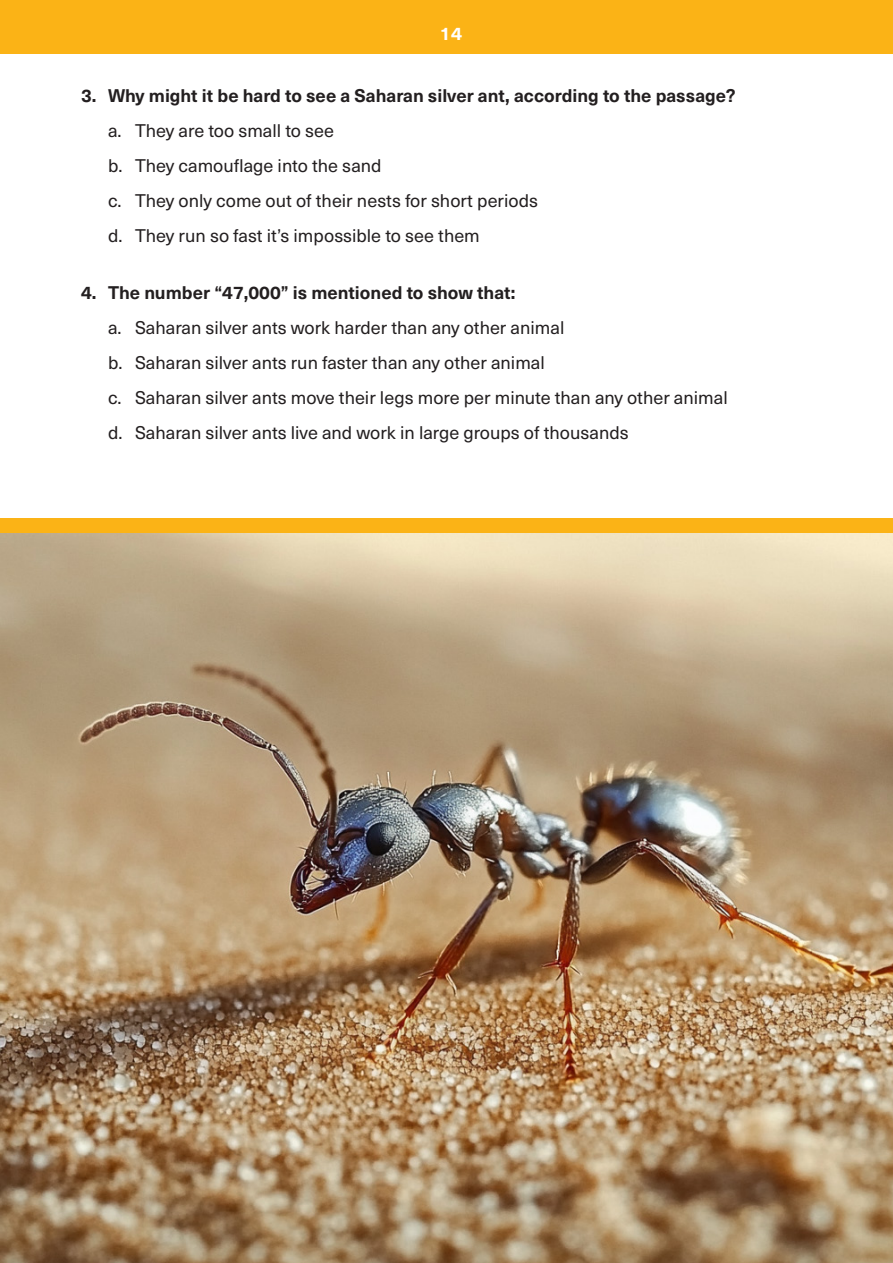 14
3. Why might it be hard to see a Saharan silver ant, according to the passage?
a. They are too small to see
b. They camouflage into the sand
c. They only come out of their nests for short periods
d. They run so fast it’s impossible to see them
4. The number “47,000” is mentioned to show that:
a. Saharan silver ants work harder than any other animal
b. Saharan silver ants run faster than any other animal
c. Saharan silver ants move their legs more per minute than any other animal
d. Saharan silver ants live and work in large groups of thousands